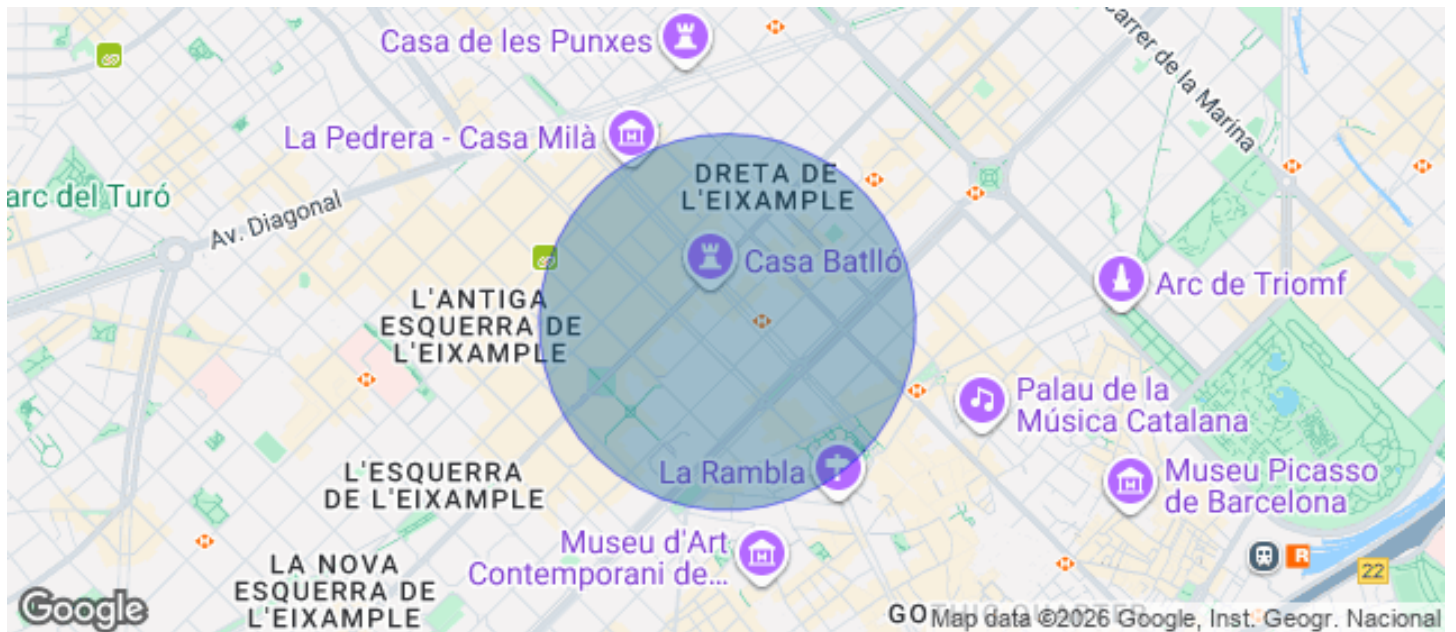 Casa de les Punxes
Carrer de la Marina
La Pedrera - Casa Milà
DRETA DE
L'EIXAMPLE
arc del Turó
Av. Diagonal
Casa Batlló
L'ANTIGA
ESQUERRA DE
L'EIXAMPLE
Arc de Triomf
Palau de la
Música Catalana
L'ESQUERRA
DE L'EIXAMPLE
La Rambla
Museu Picasso
de Barcelona
Museu d'Art
Contemporani de...
R
22
LA NOVA
ESQUERRA DE
L'EIXAMPLE
Google
Map data ©2026 Google, Inst. Geogr. Nacional